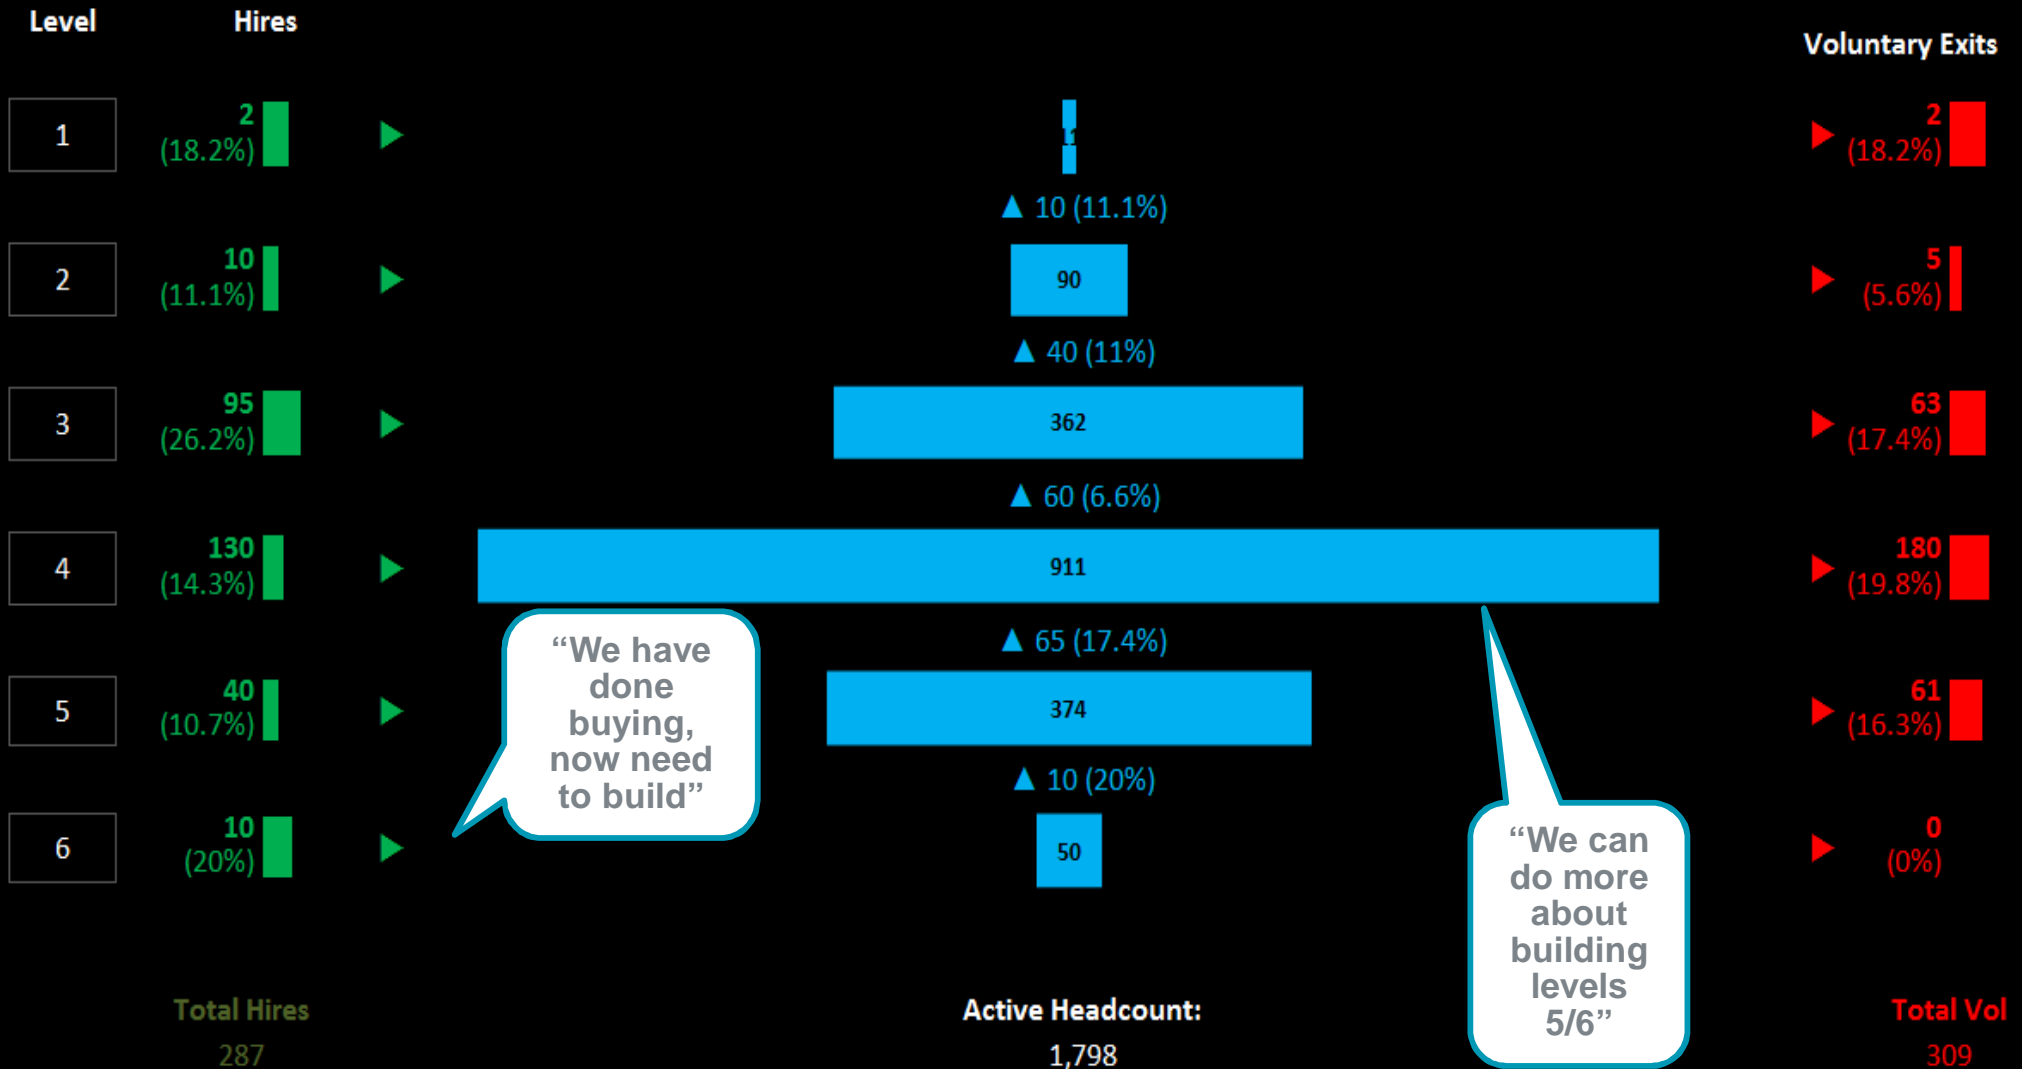 Level
Hires
Voluntary Exits
1
2
(18.2%)
11
2
(18.2%)
▲ 10 (11.1%)
2
10
(11.1%)
90
5
(5.6%)
▲ 40 (11%)
3
95
(26.2%)
362
63
(17.4%)
▲ 60 (6.6%)
4
130
(14.3%)
911
180
(19.8%)
“We have
done
buying,
now need
to build”
▲ 65 (17.4%)
5
40
(10.7%)
374
61
(16.3%)
▲ 10 (20%)
6
10
(20%)
50
0
(0%)
“We can
do more
about
building
levels
5/6”
Total Hires
287
Active Headcount:
1,798
Total Vol
309